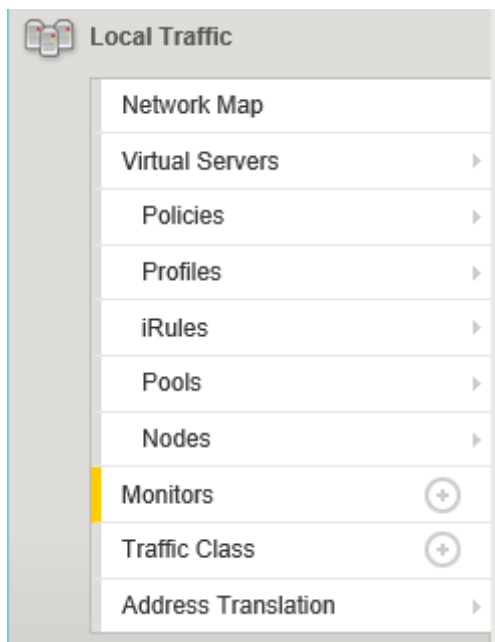 Local Traffic
Network Map
Virtual Servers
Policies
Profiles
iRules
Pools
Nodes
Monitors
Traffic Class
Address Translation